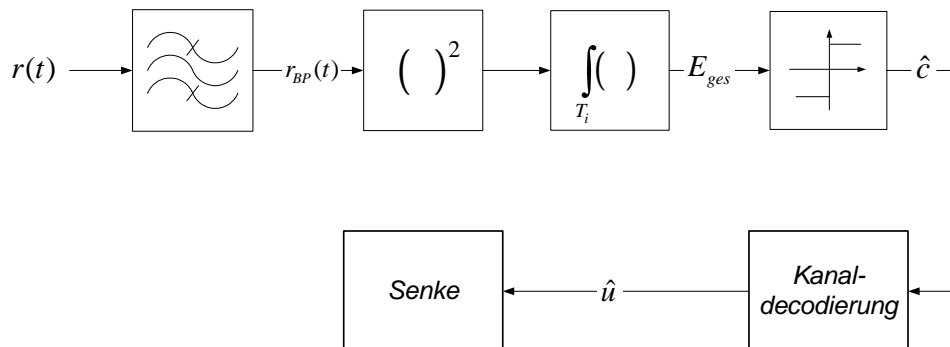 r(t)
r_BP(t)
( )²
∫_{T_i}( )
E_ges
ĉ
Senke
û
Kanal-
decodierung